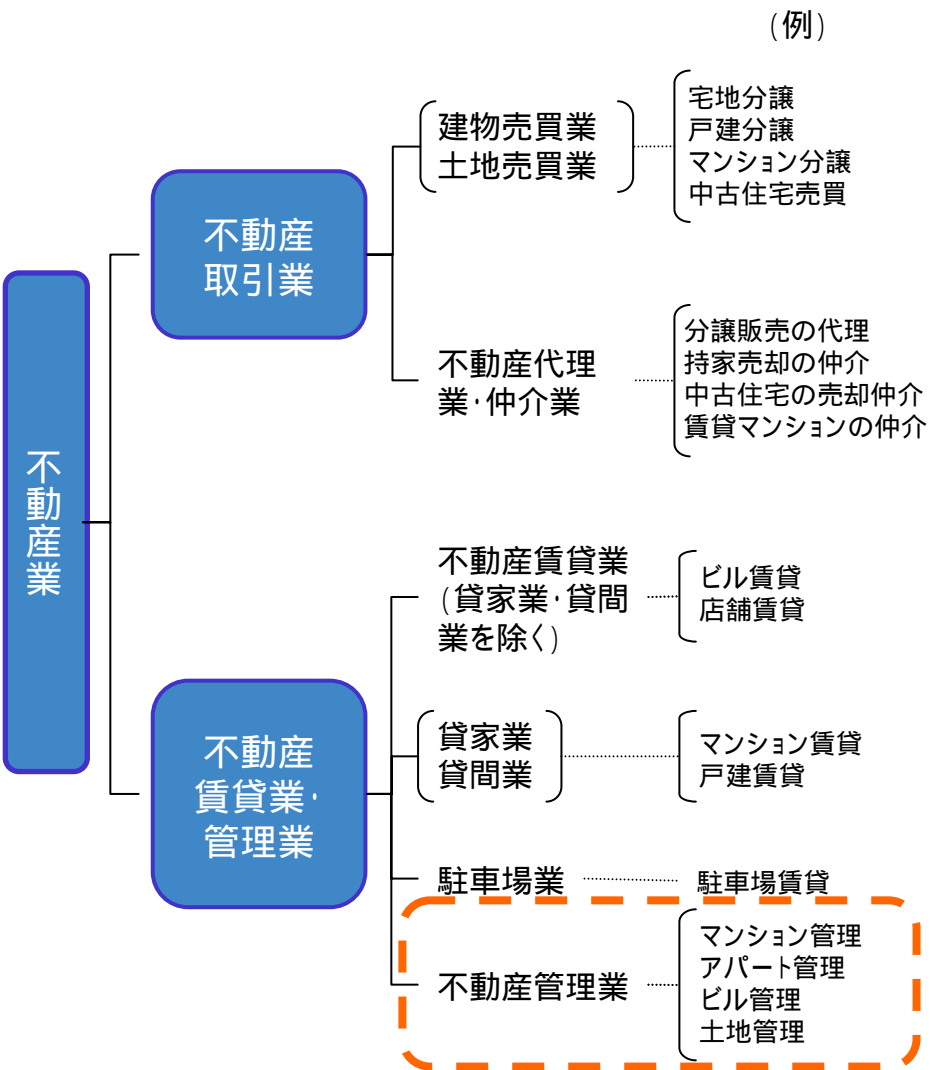 (例)
不動産業
不動産
取引業
建物売買業
土地売買業
宅地分譲
戸建分譲
マンション分譲
中古住宅売買
不動産代理
業・仲介業
分譲販売の代理
持家売却の仲介
中古住宅の売却仲介
賃貸マンションの仲介
不動産
賃貸業・
管理業
不動産賃貸業
(貸家業・貸間
業を除く)
ビル賃貸
店舗賃貸
貸家業
貸間業
マンション賃貸
戸建賃貸
駐車場業
駐車場賃貸
不動産管理業
マンション管理
アパート管理
ビル管理
土地管理